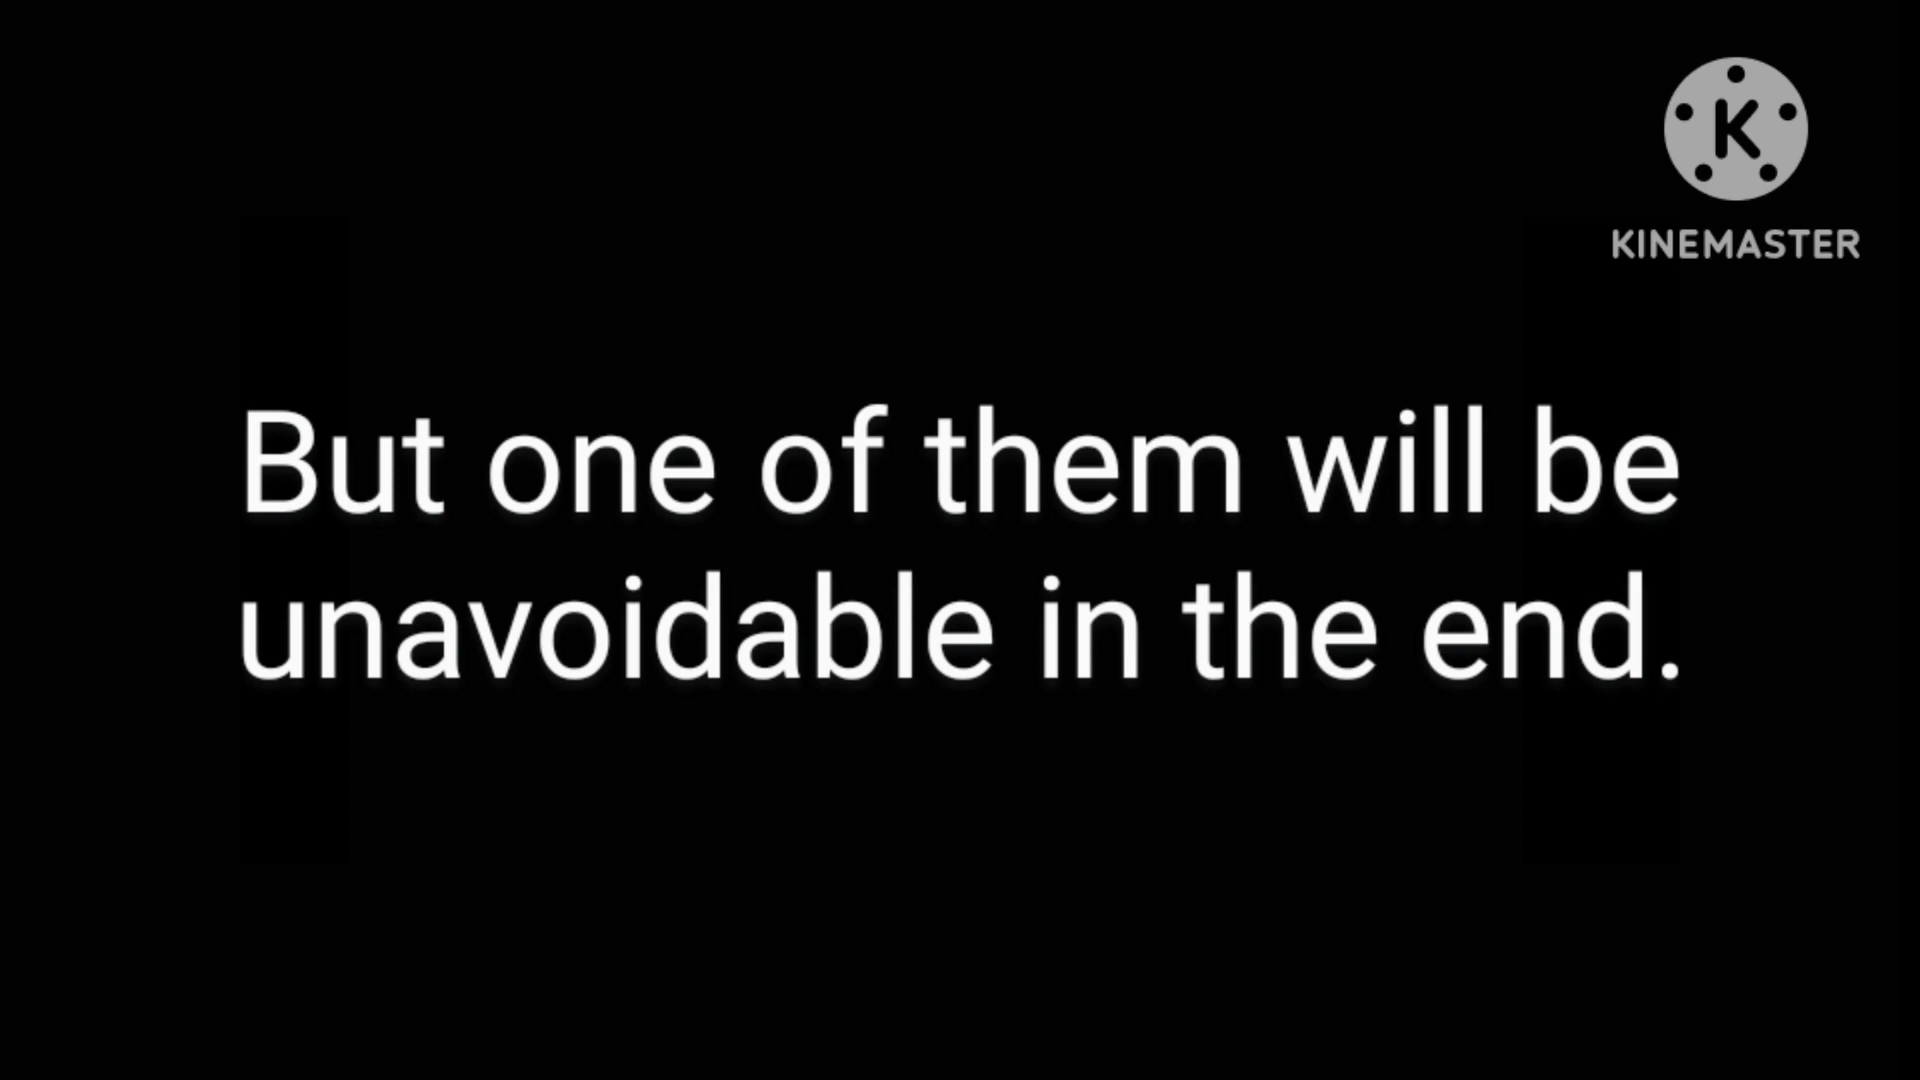 K
KINEMASTER
But one of them will be
unavoidable in the end.